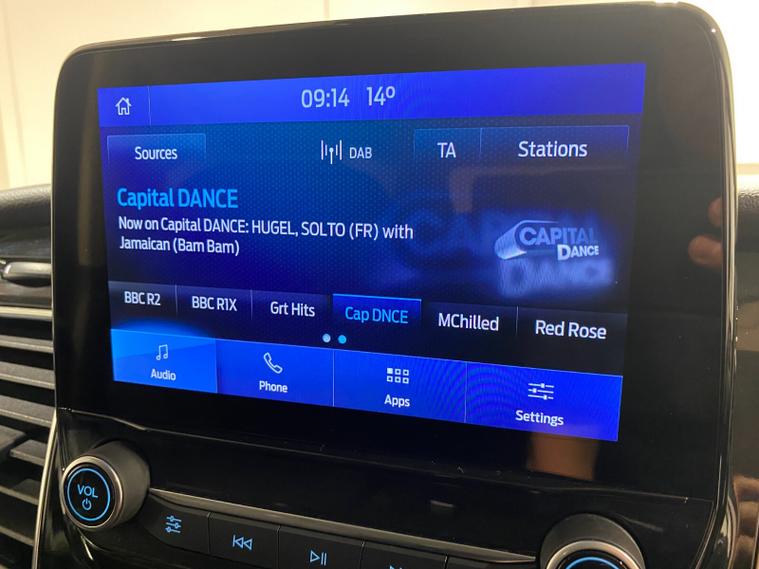 09:14 14°
Sources DAB TA Stations
Capital DANCE
Now on Capital DANCE: HUGEL, SOLTO (FR) with
Jamaican (Bam Bam)
CAPITAL
DANCE
BBC R2 BBC R1X Grt Hits Cap DNCE MChilled Red Rose
Audio Phone Apps Settings
VOL